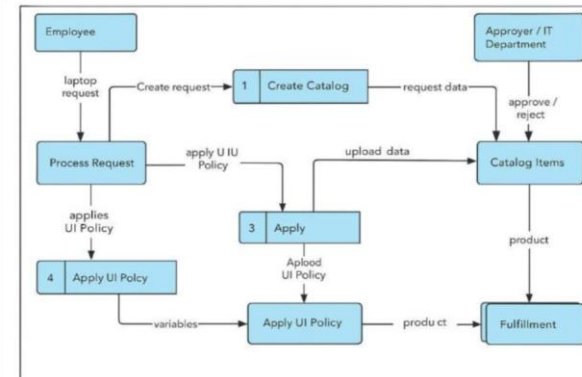 Employee
Approyer / IT
Department
laptop
request
Create request
1
Create Catalog
request data
approve /
reject
Process Request
apply U IU
Policy
upload data
Catalog Items
applies
UI Policy
3
Apply
product
4
Apply UI Polcy
Aplood
UI Policy
variables
Apply UI Policy
produ ct
Fulfillment